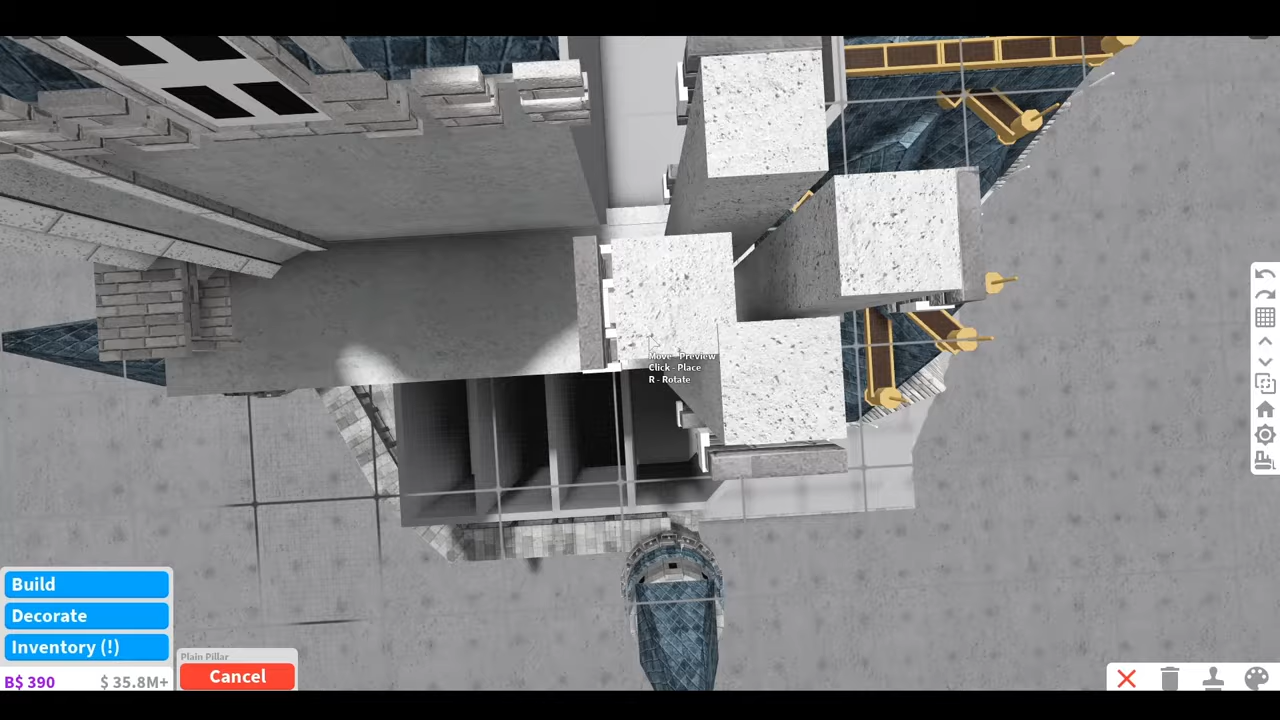 Move - Preview
Click - Place
R - Rotate
Build
Decorate
Inventory (!)
B$ 390
$ 35.8M+
Plain Pillar
Cancel